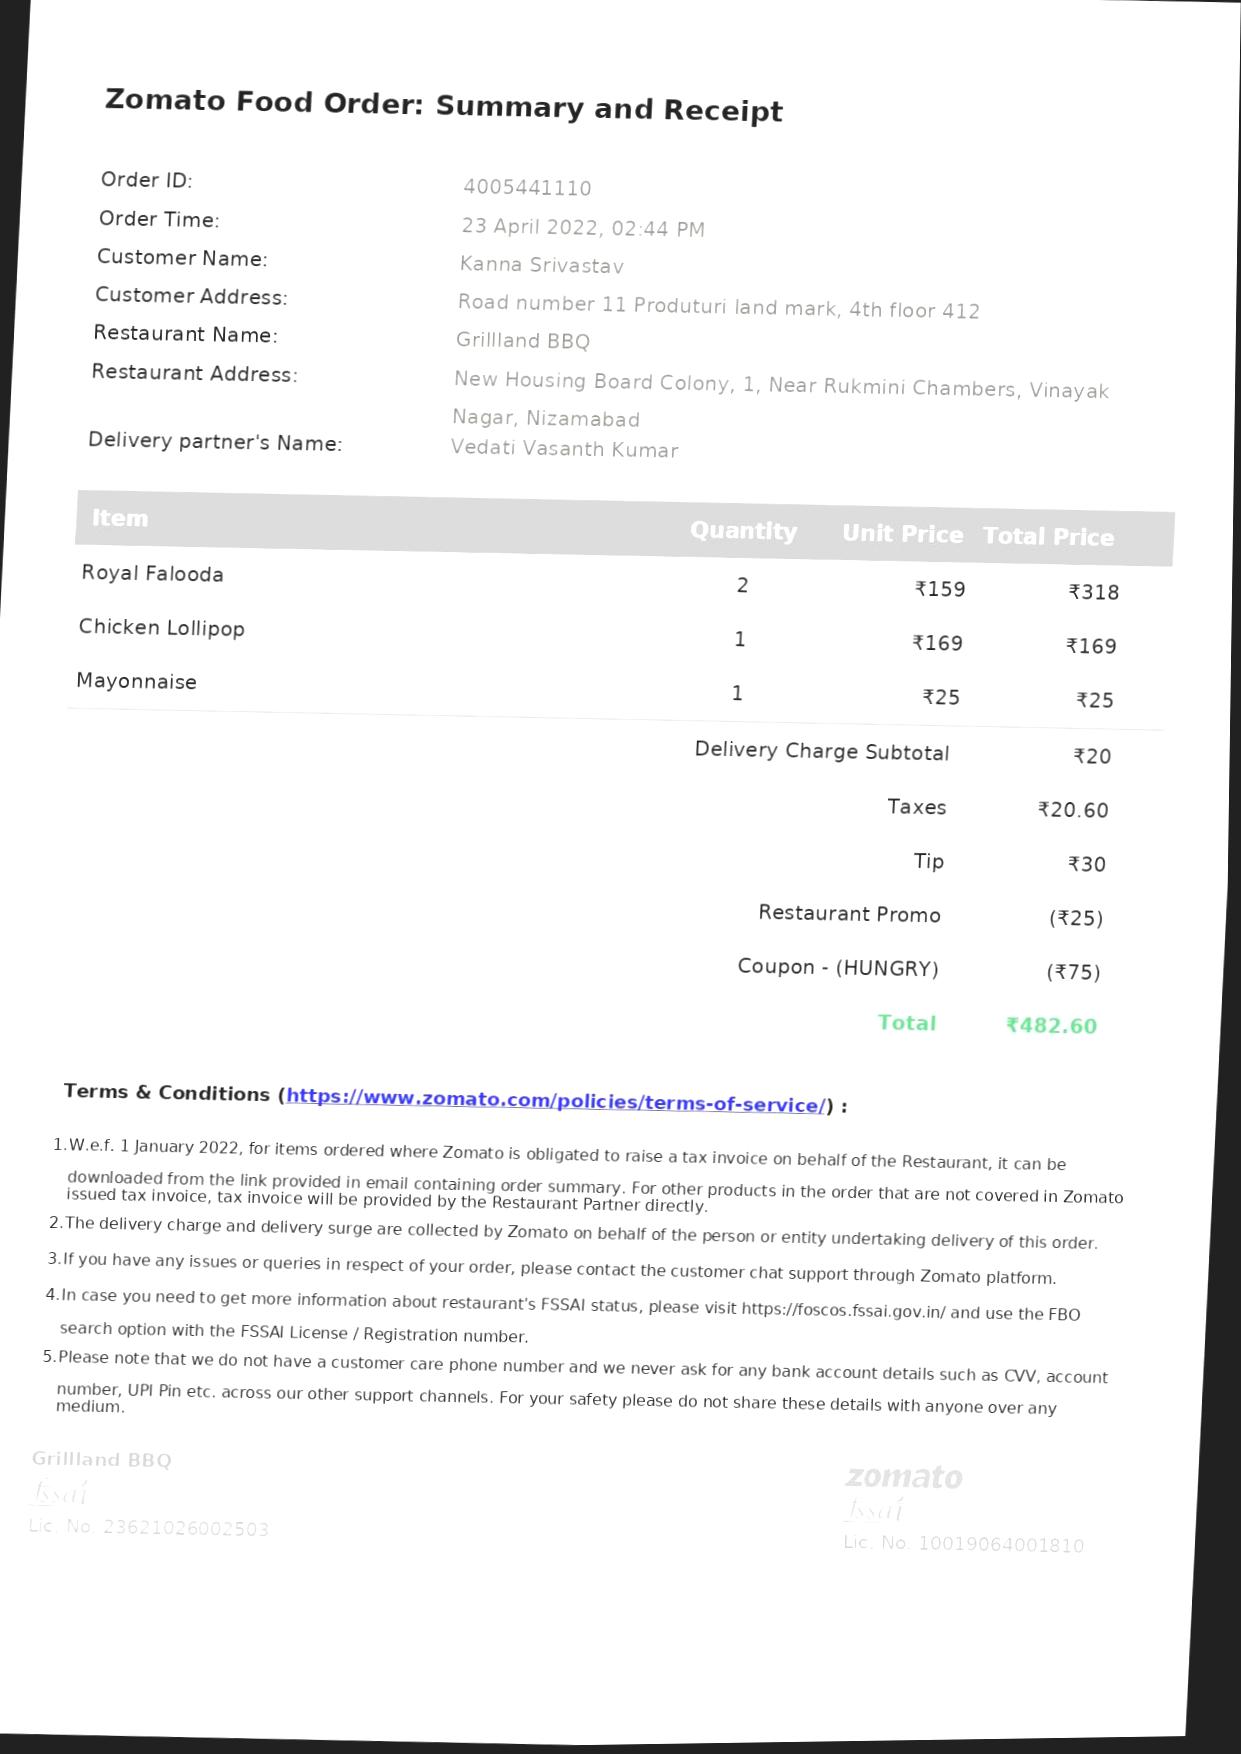 Zomato Food Order: Summary and Receipt
Order ID: 4005441110
Order Time: 23 April 2022, 02:44 PM
Customer Name: Kanna Srivastav
Customer Address: Road number 11 Produturi land mark, 4th floor 412
Restaurant Name: Grillland BBQ
Restaurant Address: New Housing Board Colony, 1, Near Rukmini Chambers, Vinayak
Nagar, Nizamabad
Delivery partner's Name: Vedati Vasanth Kumar
Item Quantity Unit Price Total Price
Royal Falooda 2 ₹159 ₹318
Chicken Lollipop 1 ₹169 ₹169
Mayonnaise 1 ₹25 ₹25
Delivery Charge Subtotal ₹20
Taxes ₹20.60
Tip ₹30
Restaurant Promo (₹25)
Coupon - (HUNGRY) (₹75)
Total ₹482.60
Terms & Conditions (https://www.zomato.com/policies/terms-of-service/) :
1.W.e.f. 1 January 2022, for items ordered where Zomato is obligated to raise a tax invoice on behalf of the Restaurant, it can be
downloaded from the link provided in email containing order summary. For other products in the order that are not covered in Zomato
issued tax invoice, tax invoice will be provided by the Restaurant Partner directly.
2.The delivery charge and delivery surge are collected by Zomato on behalf of the person or entity undertaking delivery of this order.
3.If you have any issues or queries in respect of your order, please contact the customer chat support through Zomato platform.
4.In case you need to get more information about restaurant's FSSAI status, please visit https://foscos.fssai.gov.in/ and use the FBO
search option with the FSSAI License / Registration number.
5.Please note that we do not have a customer care phone number and we never ask for any bank account details such as CVV, account
number, UPI Pin etc. across our other support channels. For your safety please do not share these details with anyone over any
medium.
Grillland BBQ
fssai
Lic. No. 23621026002503
zomato
fssai
Lic. No. 10019064001810